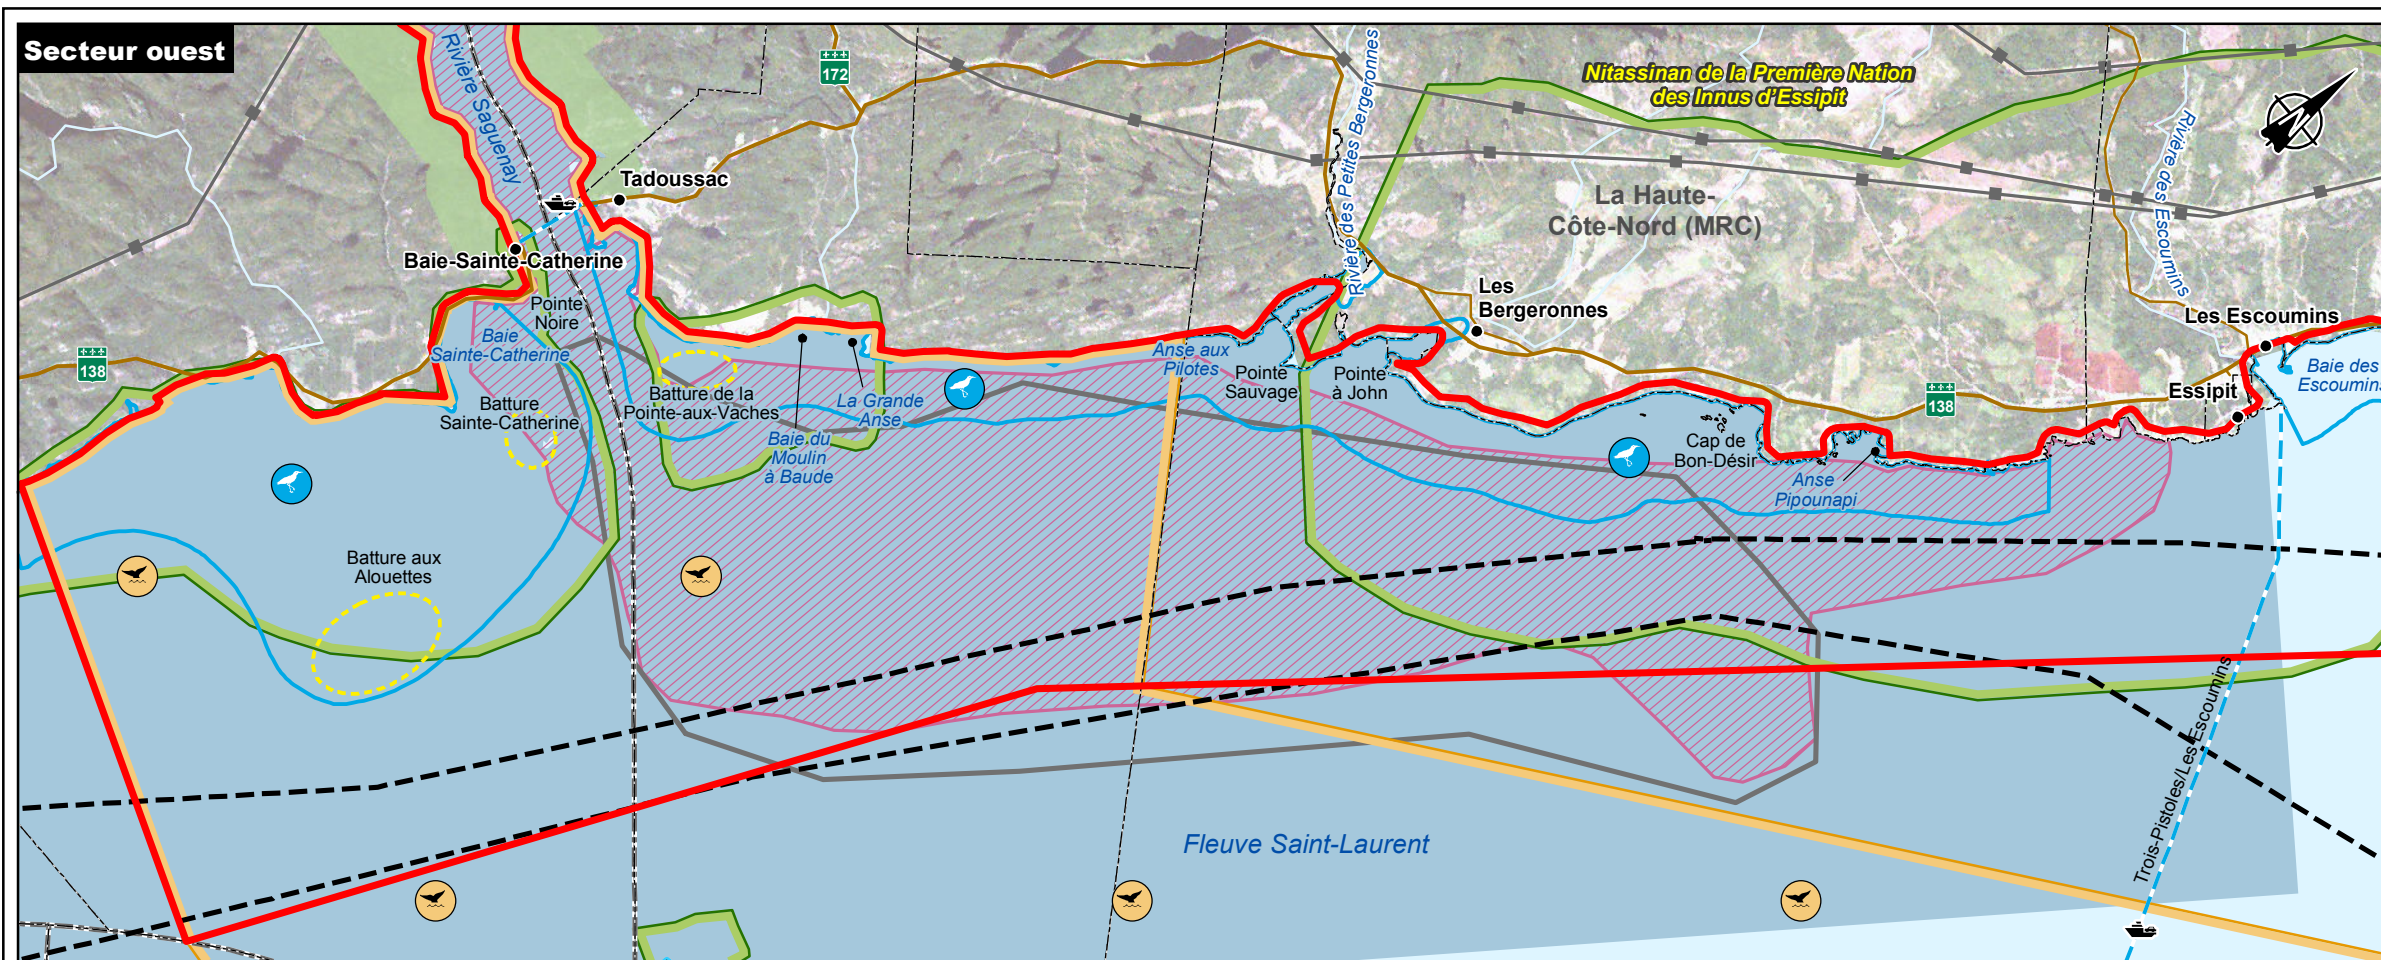 Secteur ouest
Rivière Saguenay
172
Tadoussac
Baie-Sainte-Catherine
Pointe
Noire
Baie
Sainte-Catherine
138
Batture
Sainte-Catherine
Batture de la
Pointe-aux-Vaches
Baie du
Moulin
à Baude
La Grande
Anse
Batture aux
Alouettes
Rivière des Petites Bergeronnes
Nitassinan de la Première Nation
des Innus d'Essipit
La Haute-
Côte-Nord (MRC)
Les
Bergeronnes
Anse aux
Pilotes
Pointe
Sauvage
Pointe
à John
Cap de
Bon-Désir
Anse
Pipounapi
138
Rivière des Escoumins
Les Escoumins
Essipit
Baie des
Escoumins
Trois-Pistoles/Les Escoumins
Fleuve Saint-Laurent